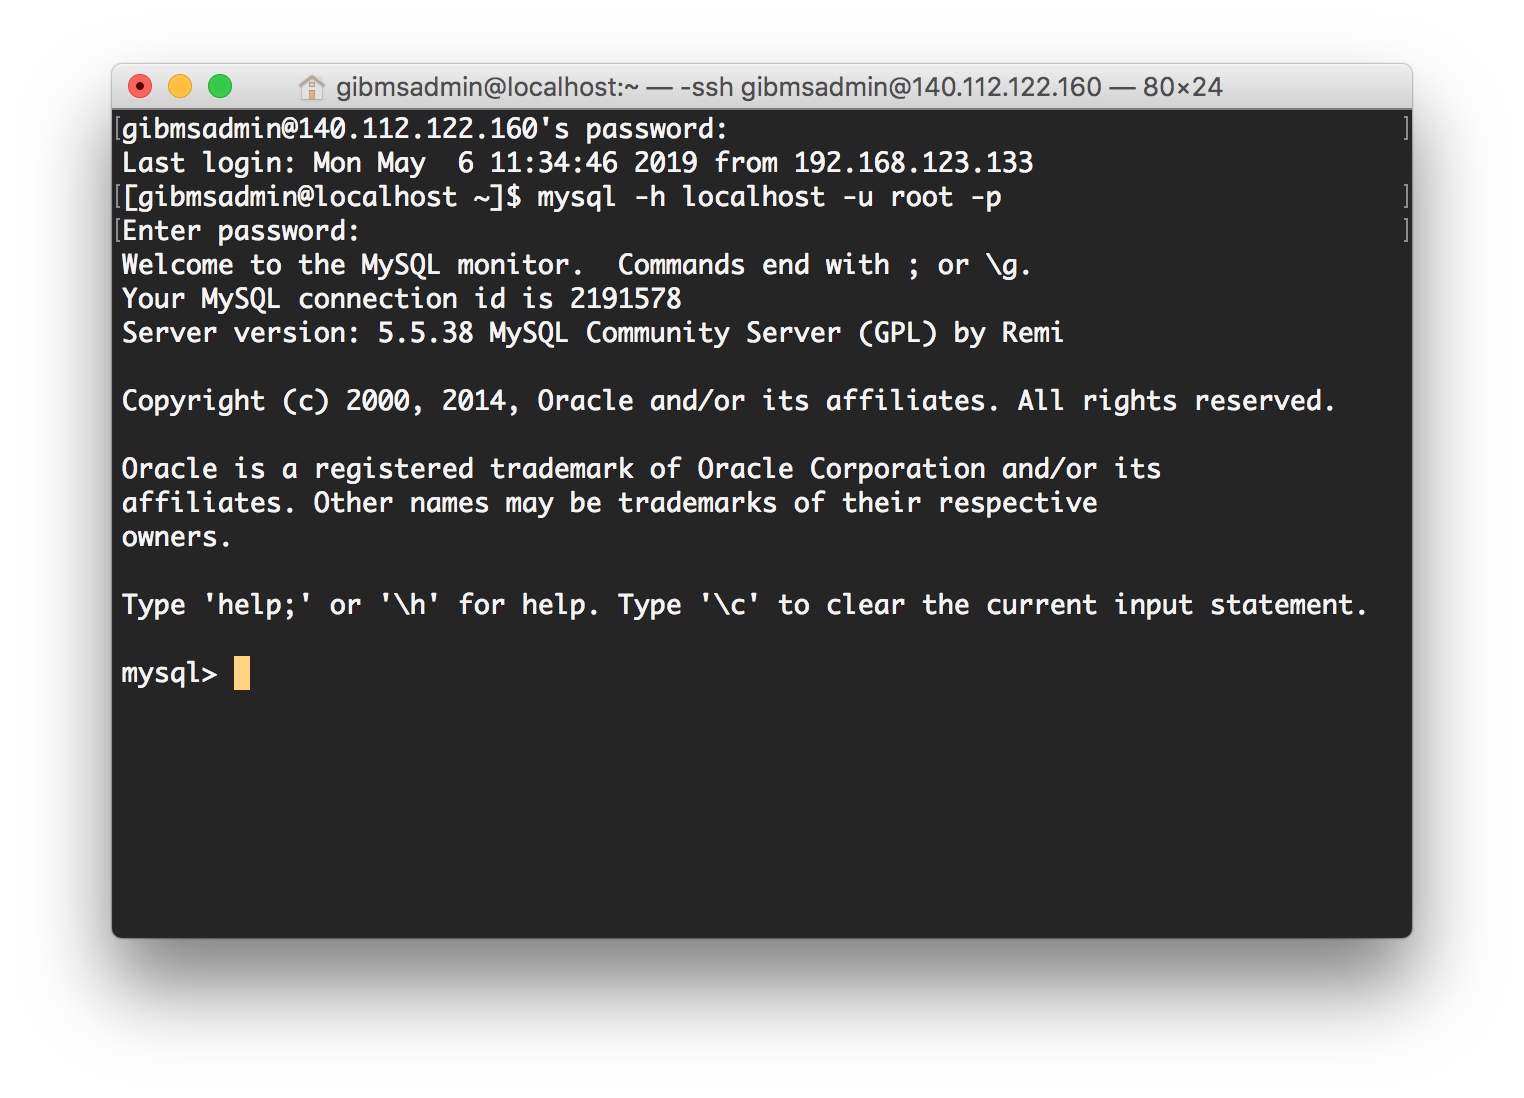 gibmsadmin@localhost:~ — -ssh gibmsadmin@140.112.122.160 — 80×24
[gibmsadmin@140.112.122.160's password: ]
Last login: Mon May  6 11:34:46 2019 from 192.168.123.133
[[gibmsadmin@localhost ~]$ mysql -h localhost -u root -p ]
[Enter password: ]
Welcome to the MySQL monitor.  Commands end with ; or \g.
Your MySQL connection id is 2191578
Server version: 5.5.38 MySQL Community Server (GPL) by Remi
Copyright (c) 2000, 2014, Oracle and/or its affiliates. All rights reserved.
Oracle is a registered trademark of Oracle Corporation and/or its
affiliates. Other names may be trademarks of their respective
owners.
Type 'help;' or '\h' for help. Type '\c' to clear the current input statement.
mysql>